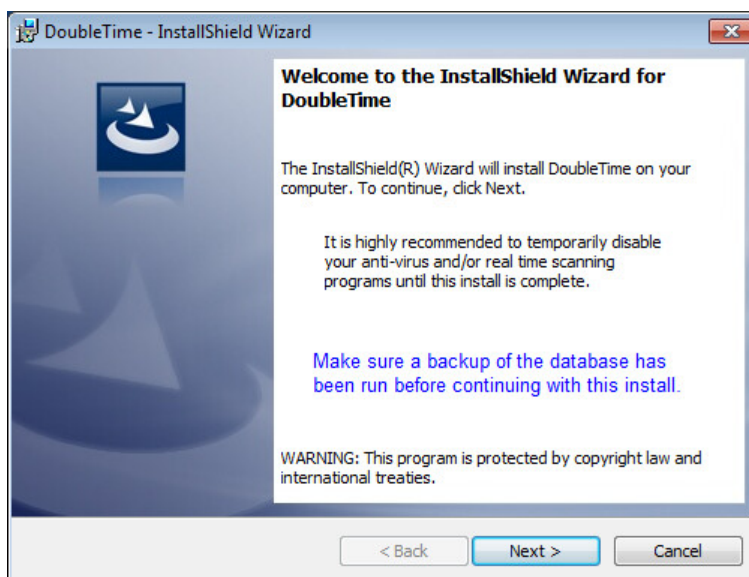 DoubleTime - InstallShield Wizard
Welcome to the InstallShield Wizard for
DoubleTime
The InstallShield(R) Wizard will install DoubleTime on your
computer. To continue, click Next.
It is highly recommended to temporarily disable
your anti-virus and/or real time scanning
programs until this install is complete.
Make sure a backup of the database has
been run before continuing with this install.
WARNING: This program is protected by copyright law and
international treaties.
< Back Next > Cancel